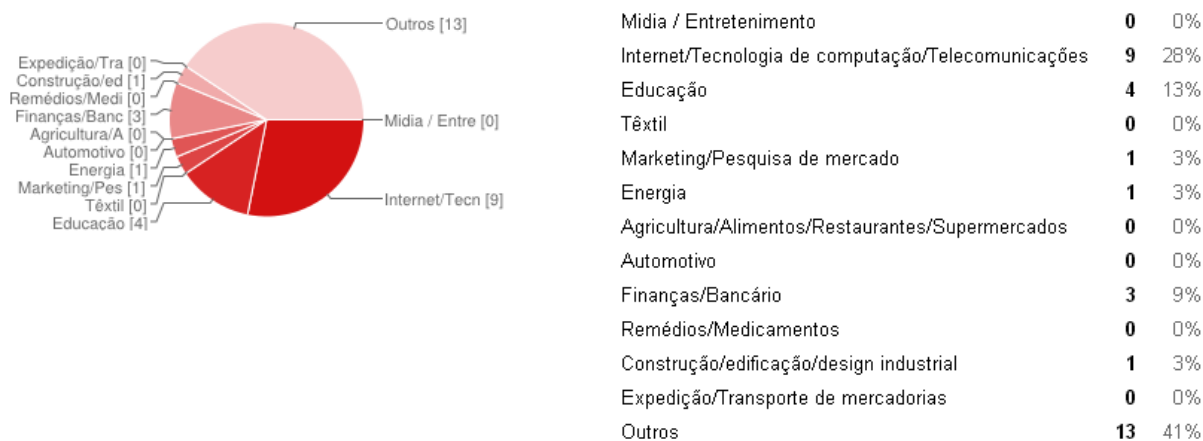 Outros [13]
Expedição/Tra [0]
Construção/ed [1]
Remédios/Medi [0]
Finanças/Banc [3]
Agricultura/A [0]
Automotivo [0]
Energia [1]
Marketing/Pes [1]
Têxtil [0]
Educação [4]
Midia / Entre [0]
Internet/Tecn [9]
Midia / Entretenimento 0 0%
Internet/Tecnologia de computação/Telecomunicações 9 28%
Educação 4 13%
Têxtil 0 0%
Marketing/Pesquisa de mercado 1 3%
Energia 1 3%
Agricultura/Alimentos/Restaurantes/Supermercados 0 0%
Automotivo 0 0%
Finanças/Bancário 3 9%
Remédios/Medicamentos 0 0%
Construção/edificação/design industrial 1 3%
Expedição/Transporte de mercadorias 0 0%
Outros 13 41%